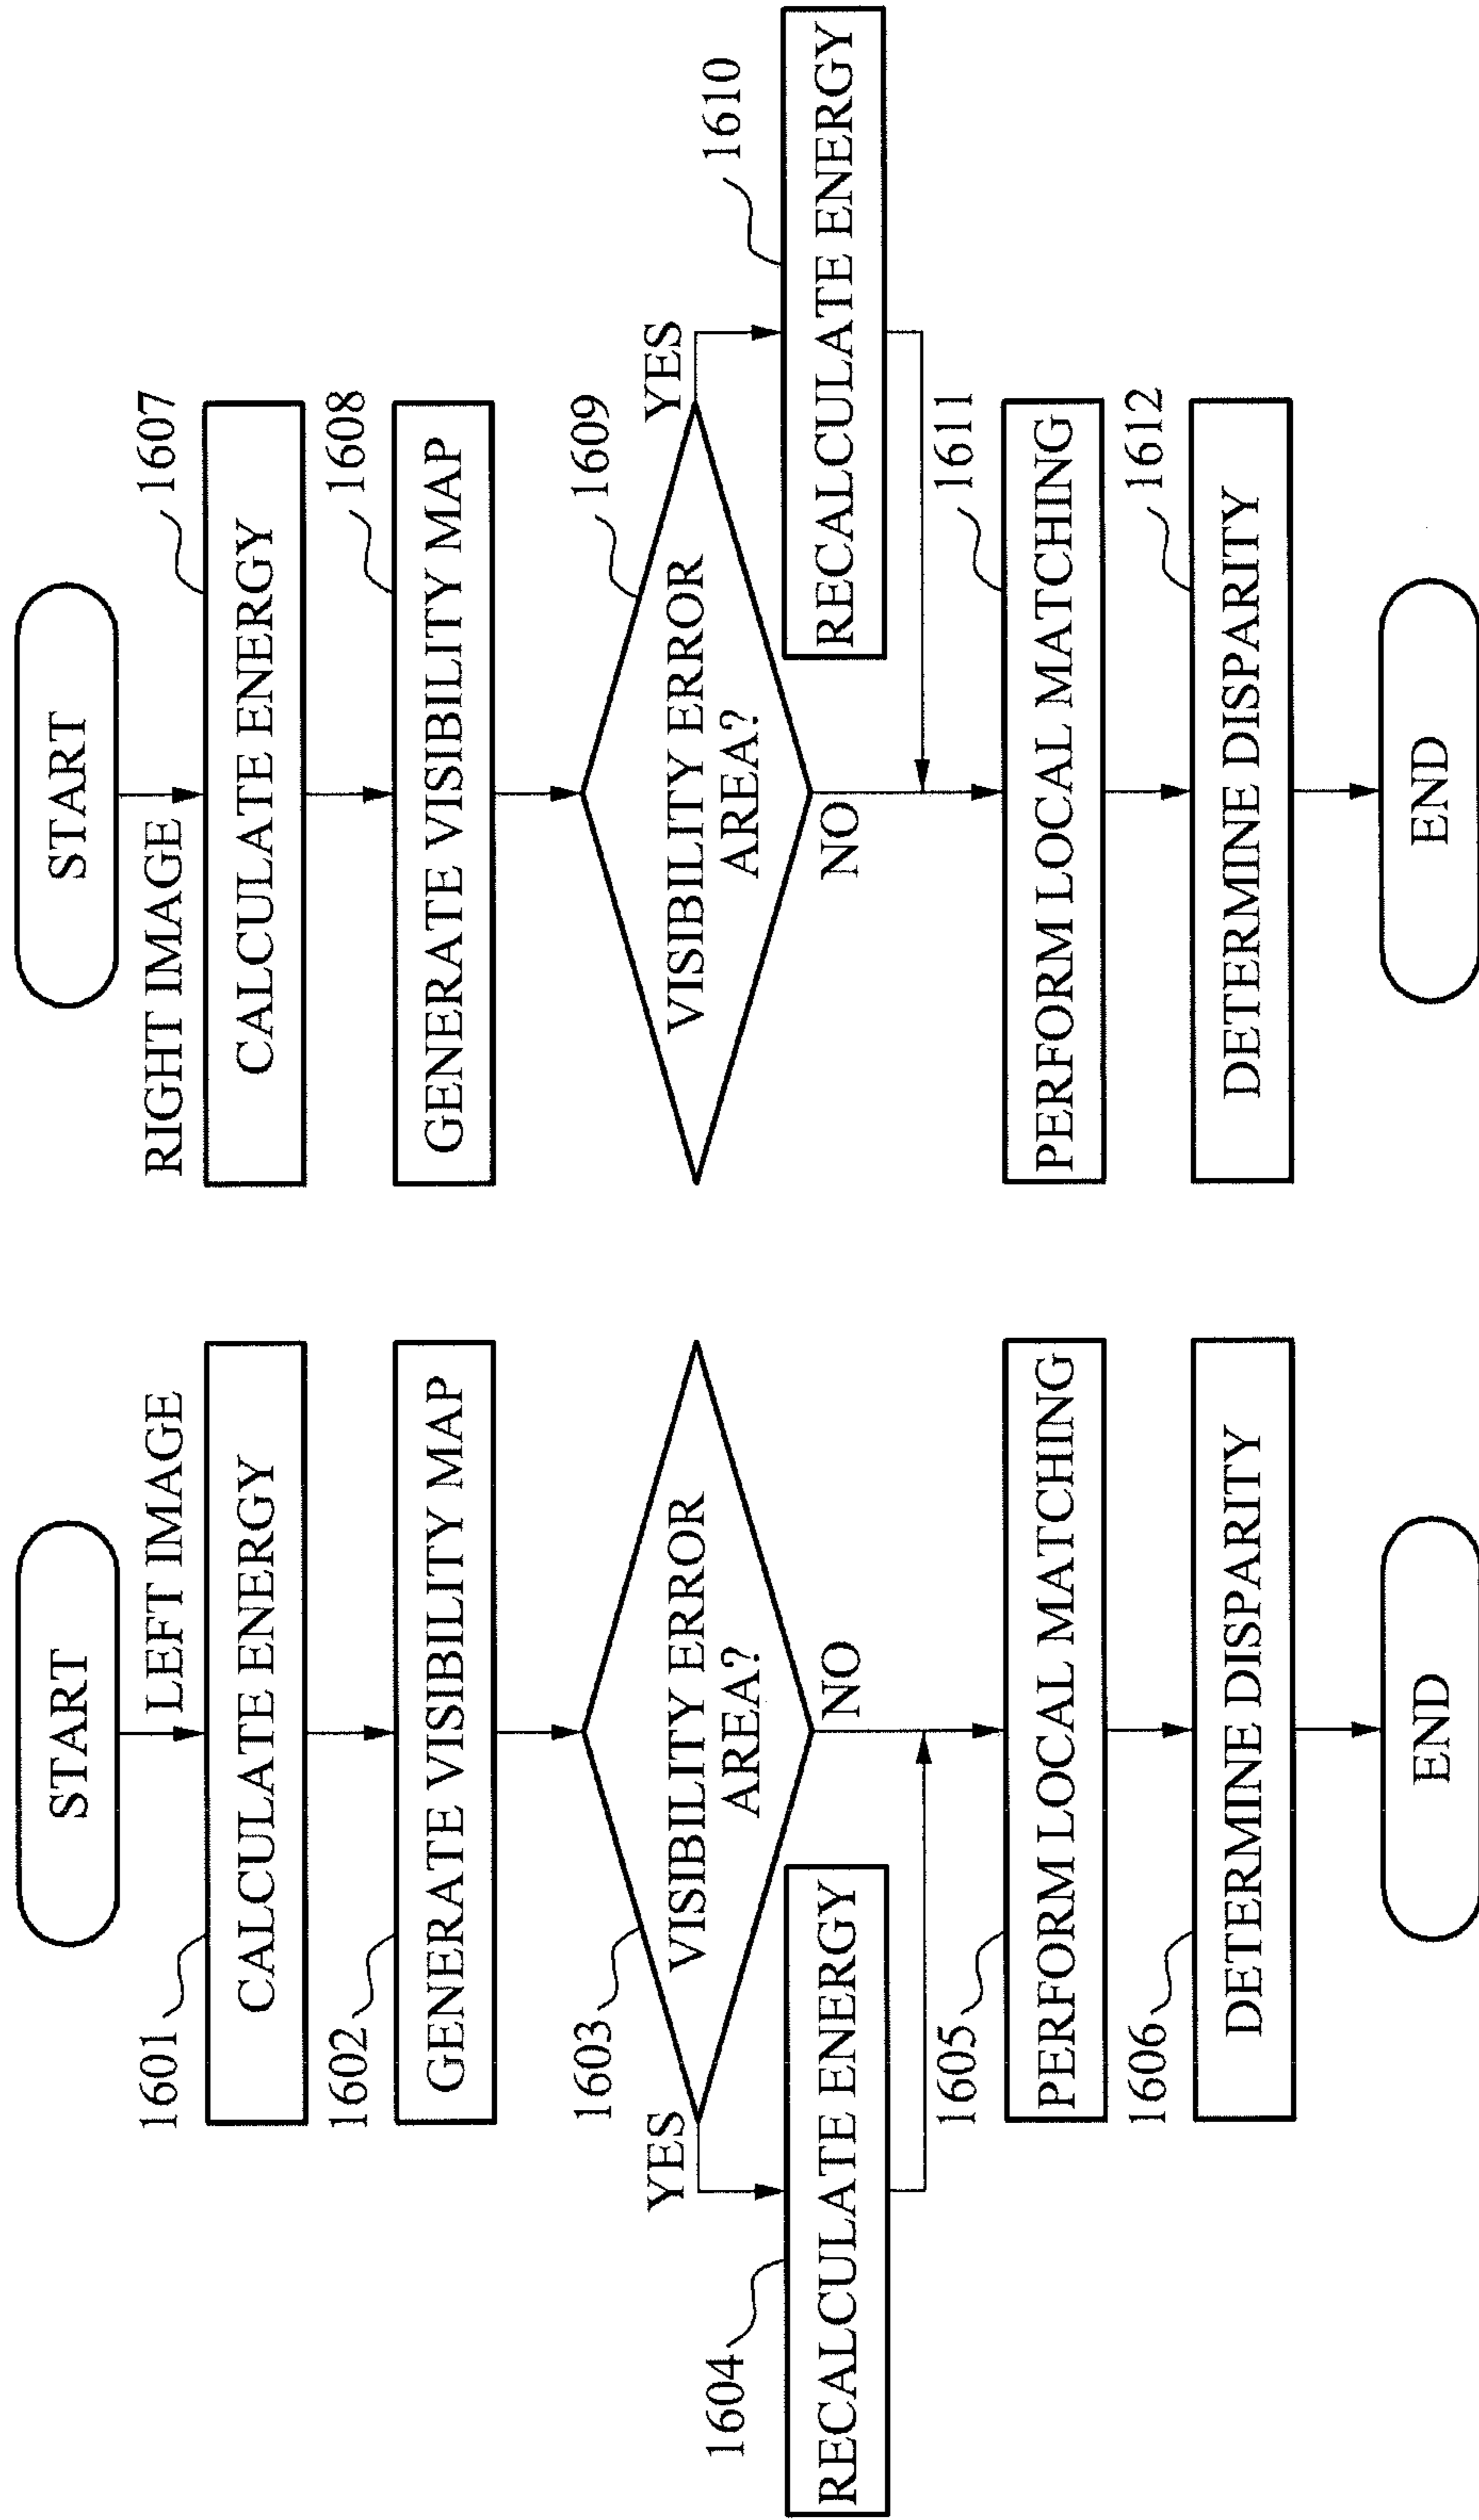 START
LEFT IMAGE
1601
CALCULATE ENERGY
1602
GENERATE VISIBILITY MAP
1603
VISIBILITY ERROR
AREA?
YES
NO
1604
RECALCULATE ENERGY
1605
PERFORM LOCAL MATCHING
1606
DETERMINE DISPARITY
END
START
RIGHT IMAGE
1607
CALCULATE ENERGY
1608
GENERATE VISIBILITY MAP
1609
VISIBILITY ERROR
AREA?
YES
NO
1610
RECALCULATE ENERGY
1611
PERFORM LOCAL MATCHING
1612
DETERMINE DISPARITY
END